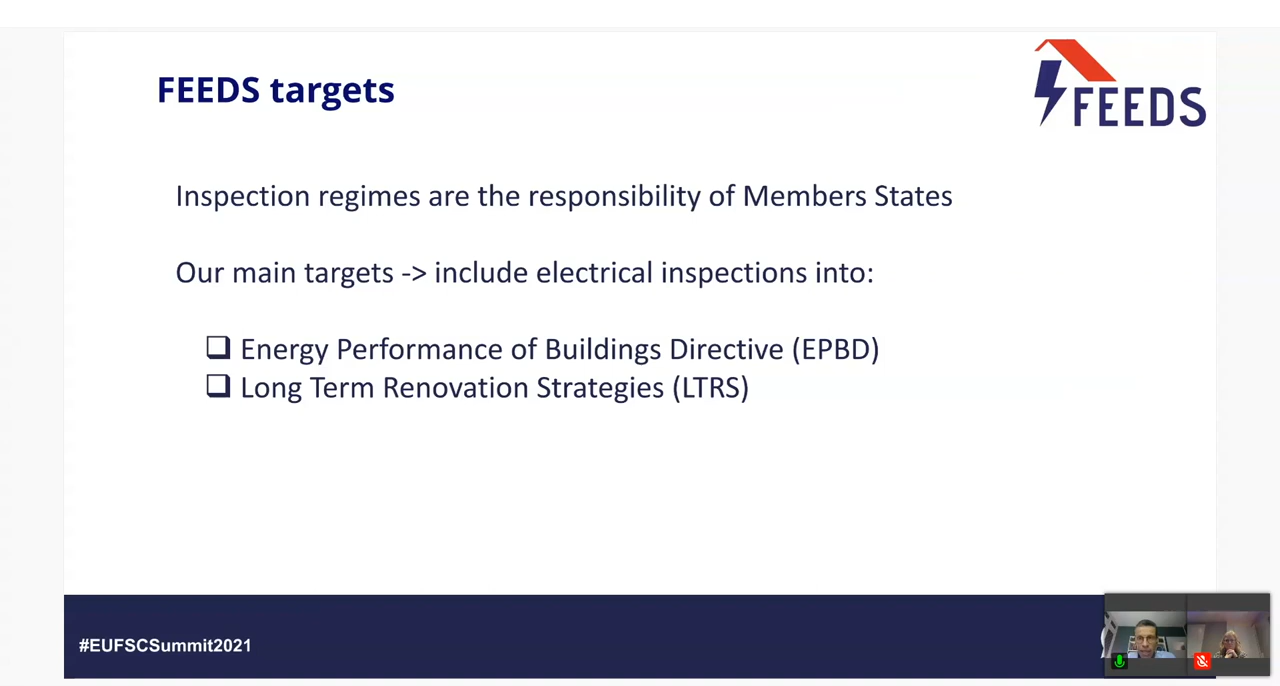 FEEDS targets
FEEDS
Inspection regimes are the responsibility of Members States
Our main targets -> include electrical inspections into:
Energy Performance of Buildings Directive (EPBD)
Long Term Renovation Strategies (LTRS)
#EUFSCSummit2021